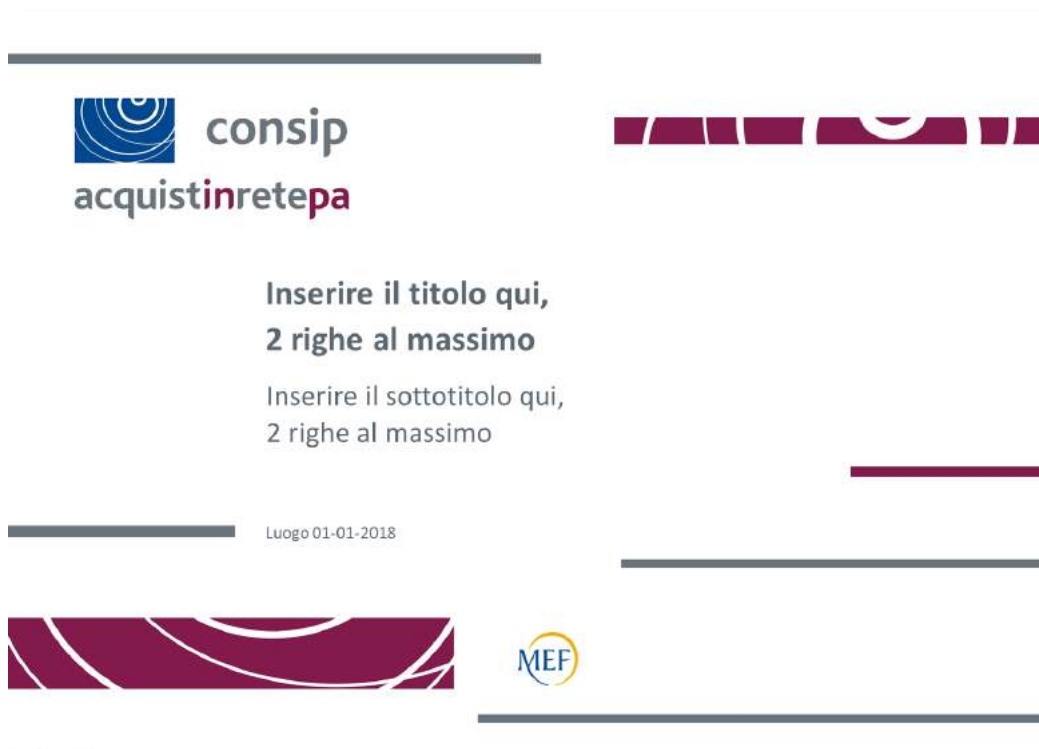 consip
acquistinretepa
Inserire il titolo qui,
2 righe al massimo
Inserire il sottotitolo qui,
2 righe al massimo
Luogo 01-01-2018
MEF